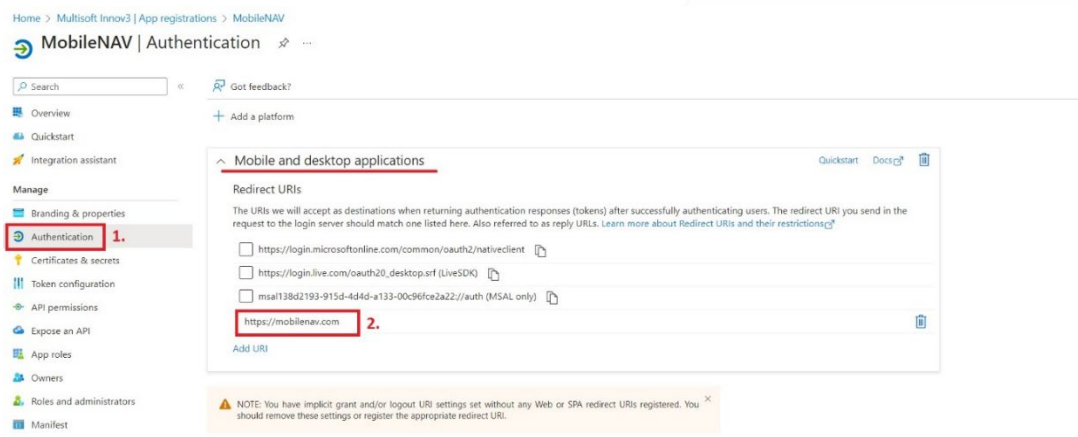 Home > Multisoft Innov3 | App registrations > MobileNAV
MobileNAV | Authentication
Search
Got feedback?
Overview
Add a platform
Quickstart
Integration assistant
Mobile and desktop applications
Quickstart Docs
Manage
Redirect URIs
Branding & properties
The URIs we will accept as destinations when returning authentication responses (tokens) after successfully authenticating users. The redirect URI you send in the
request to the login server should match one listed here. Also referred to as reply URLs. Learn more about Redirect URIs and their restrictions
Authentication 1.
https://login.microsoftonline.com/common/oauth2/nativeclient
Certificates & secrets
https://login.live.com/oauth20_desktop.srf (LiveSDK)
Token configuration
msal138d2193-915d-4d4d-a133-00c96fce2a22://auth (MSAL only)
API permissions
https://mobilenav.com 2.
Expose an API
Add URI
App roles
Owners
Roles and administrators
NOTE: You have implicit grant and/or logout URI settings set without any Web or SPA redirect URIs registered. You
should remove these settings or register the appropriate redirect URI.
Manifest